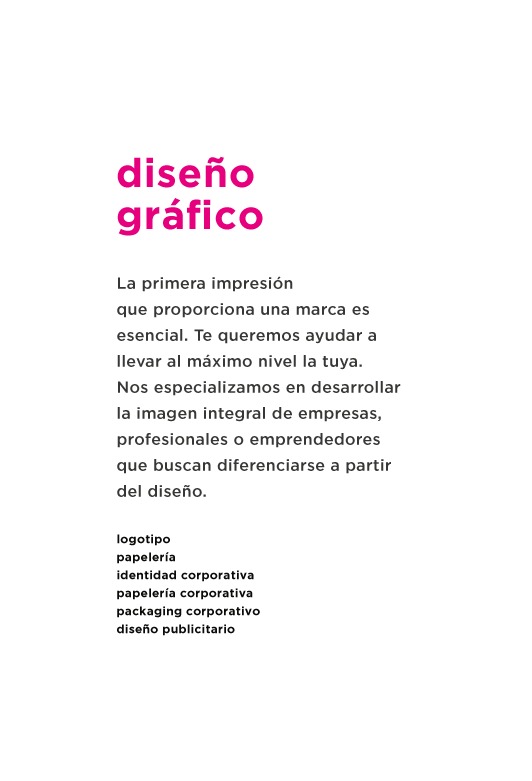 diseño
gráfico
La primera impresión
que proporciona una marca es
esencial. Te queremos ayudar a
llevar al máximo nivel la tuya.
Nos especializamos en desarrollar
la imagen integral de empresas,
profesionales o emprendedores
que buscan diferenciarse a partir
del diseño.
logotipo
papelería
identidad corporativa
papelería corporativa
packaging corporativo
diseño publicitario